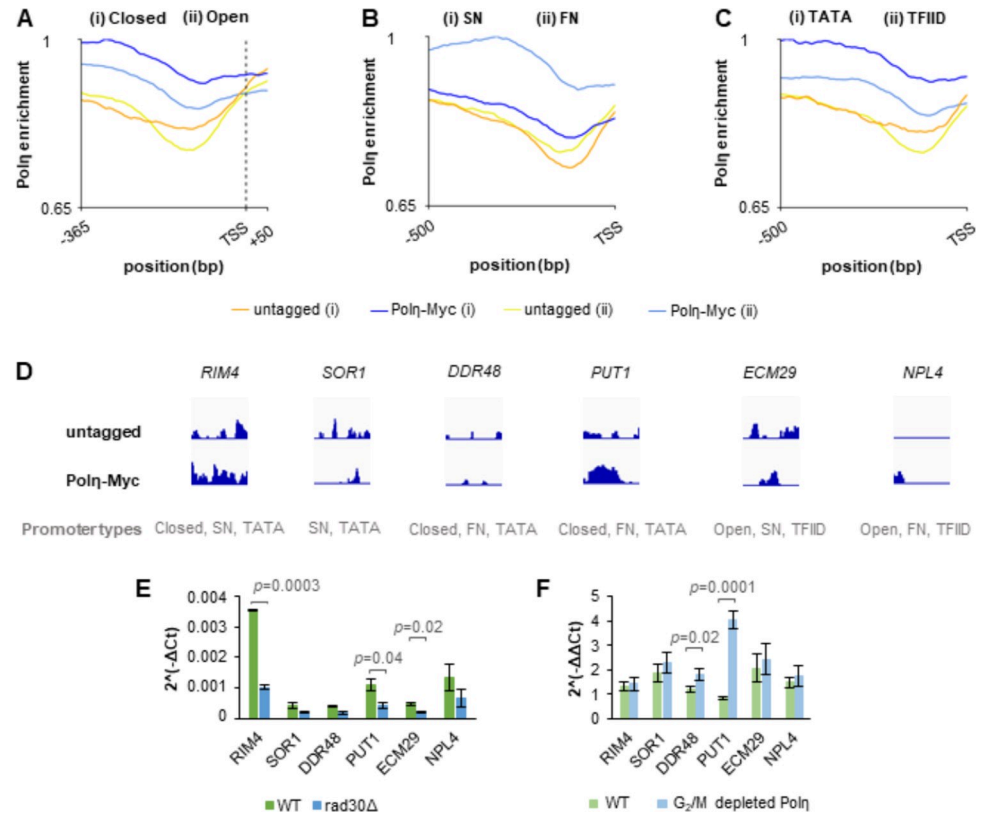 A (i) Closed (ii) Open
1
Polη enrichment
0.65
-365 TSS +50
position (bp)
B (i) SN (ii) FN
1
Polη enrichment
0.65
-500 TSS
position (bp)
C (i) TATA (ii) TFIID
1
Polη enrichment
0.65
-500 TSS
position (bp)
untagged (i) Polη-Myc (i) untagged (ii) Polη-Myc (ii)
D RIM4 SOR1 DDR48 PUT1 ECM29 NPL4
untagged
Polη-Myc
Promoter types Closed, SN, TATA SN, TATA Closed, FN, TATA Closed, FN, TATA Open, SN, TFIID Open, FN, TFIID
E
2^(-ΔCt)
0.004
0.003
0.002
0.001
0
p=0.0003
p=0.04
p=0.02
RIM4 SOR1 DDR48 PUT1 ECM29 NPL4
WT rad30Δ
F
2^(-ΔΔCt)
5
4
3
2
1
0
p=0.0001
p=0.02
RIM4 SOR1 DDR48 PUT1 ECM29 NPL4
WT G₂/M depleted Polη